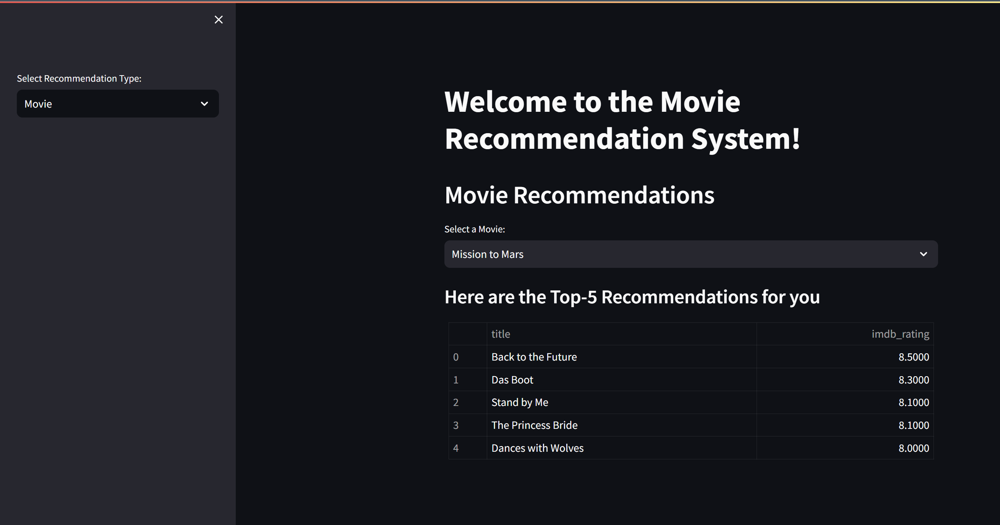 Select Recommendation Type:
Movie
Welcome to the Movie
Recommendation System!
Movie Recommendations
Select a Movie:
Mission to Mars
Here are the Top-5 Recommendations for you
title imdb_rating
0 Back to the Future 8.5000
1 Das Boot 8.3000
2 Stand by Me 8.1000
3 The Princess Bride 8.1000
4 Dances with Wolves 8.0000